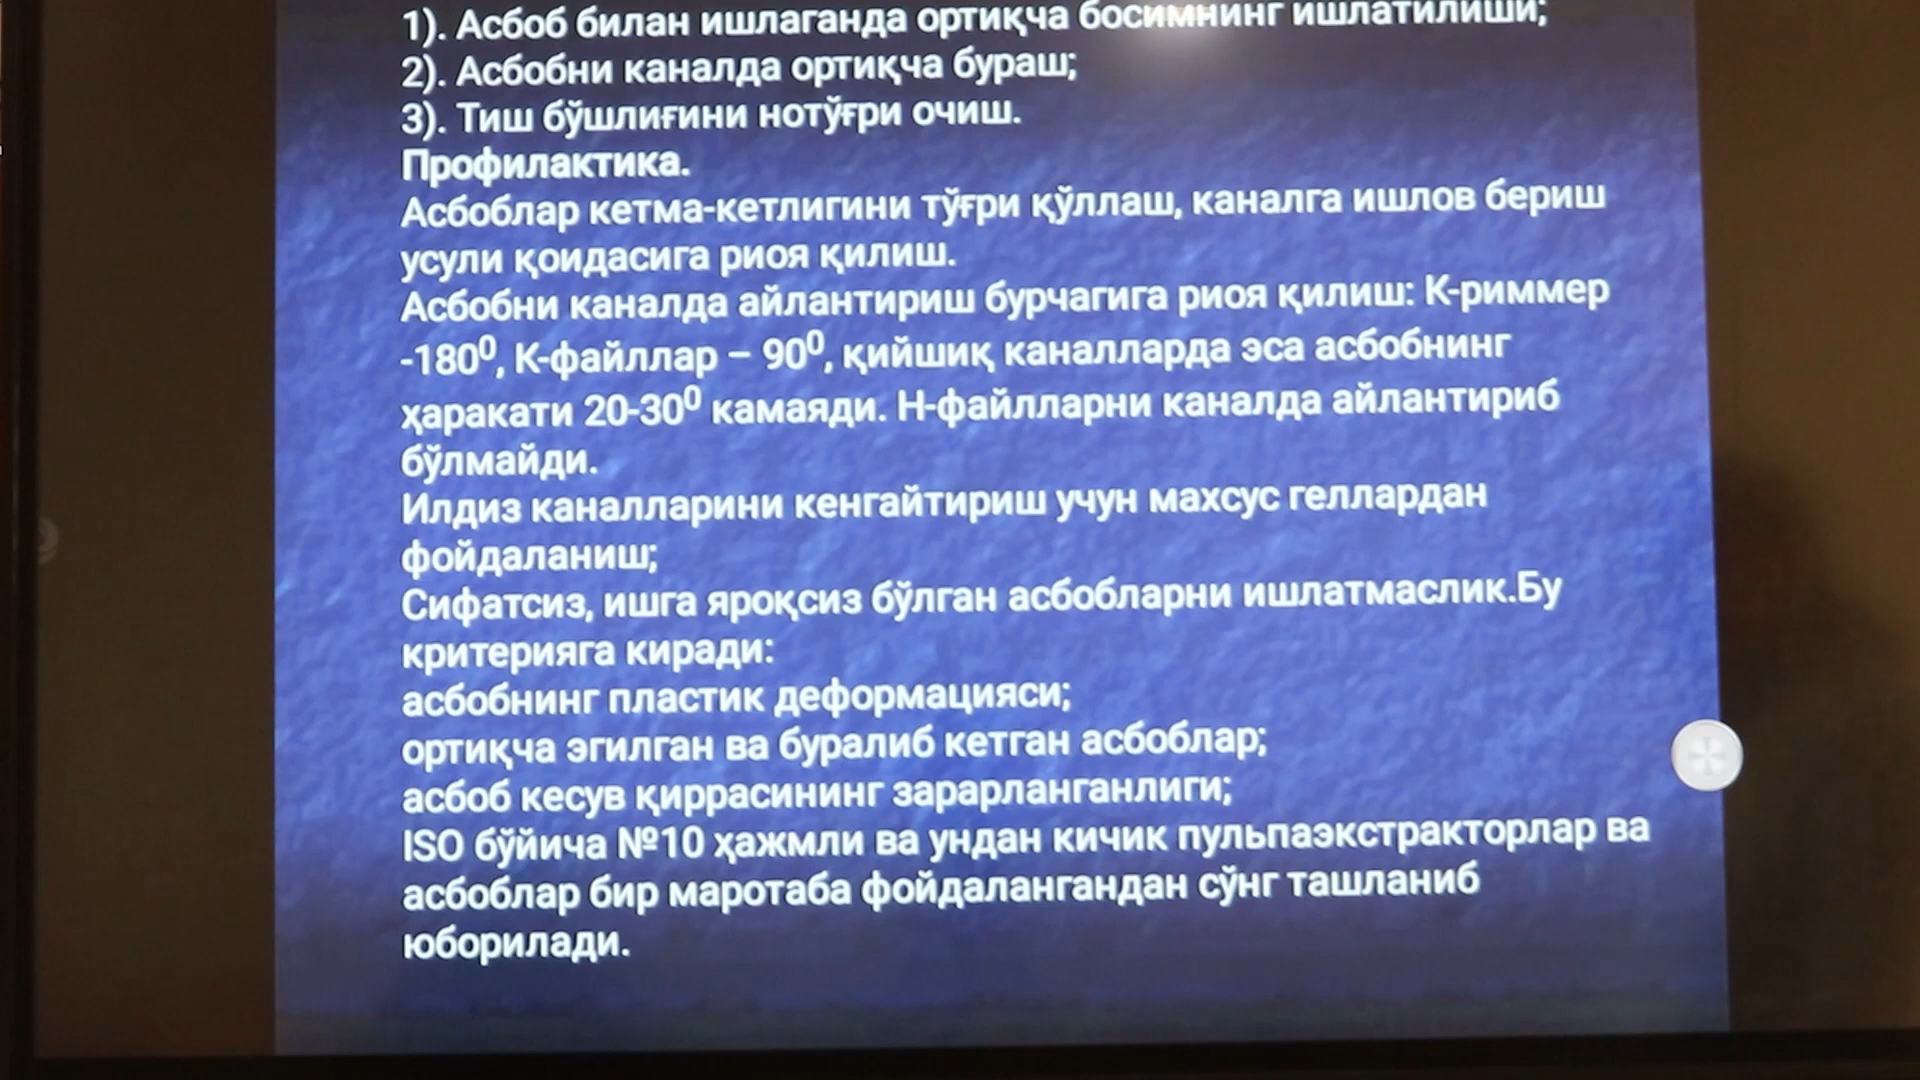 1). Асбоб билан ишлаганда ортиқча босимнинг ишлатилиши;
2). Асбобни каналда ортиқча бураш;
3). Тиш бўшлиғини нотўғри очиш.
Профилактика.
Асбоблар кетма-кетлигини тўғри қўллаш, каналга ишлов бериш
усули қоидасига риоя қилиш.
Асбобни каналда айлантириш бурчагига риоя қилиш: К-риммер
-180⁰, К-файллар – 90⁰, қийшиқ каналларда эса асбобнинг
ҳаракати 20-30⁰ камаяди. Н-файлларни каналда айлантириб
бўлмайди.
Илдиз каналларини кенгайтириш учун махсус геллардан
фойдаланиш;
Сифатсиз, ишга яроқсиз бўлган асбобларни ишлатмаслик.Бу
критерияга киради:
асбобнинг пластик деформацияси;
ортиқча эгилган ва буралиб кетган асбоблар;
асбоб кесув қиррасининг зарарланганлиги;
ISO бўйича №10 ҳажмли ва ундан кичик пульпаэкстракторлар ва
асбоблар бир маротаба фойдалангандан сўнг ташланиб
юборилади.